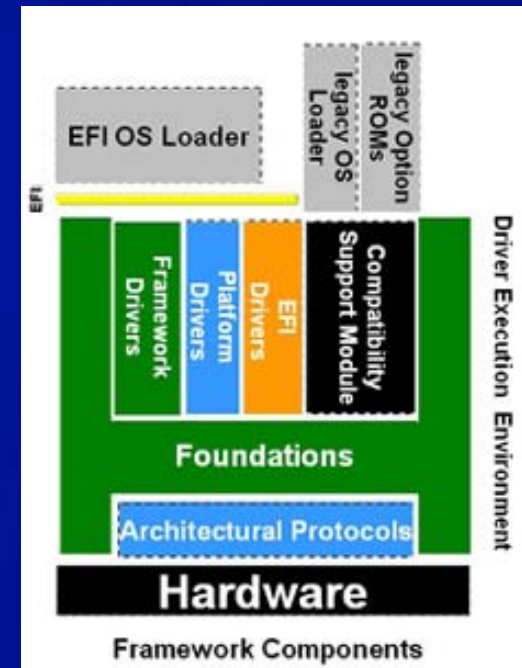 legacy Option
ROMs
legacy OS
Loader
EFI OS Loader
EFI
Driver Execution Environment
Framework
Drivers
Platform
Drivers
EFI
Drivers
Compatibility
Support Module
Foundations
Architectural Protocols
Hardware
Framework Components